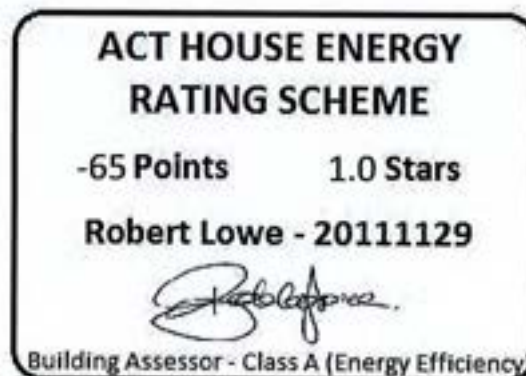 ACT HOUSE ENERGY
RATING SCHEME
-65 Points 1.0 Stars
Robert Lowe - 20111129
Building Assessor - Class A (Energy Efficiency)